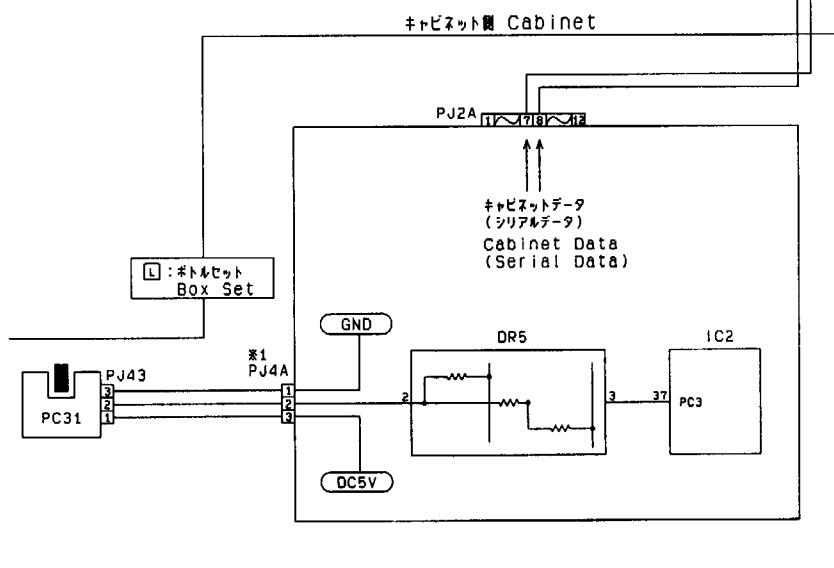 キャビネット側 Cabinet
PJ2A
1 7 8 12
キャビネットデータ
(シリアルデータ)
Cabinet Data
(Serial Data)
L:ボトルセット
Box Set
GND
DR5
IC2
※1
PJ4A
PJ43
PC31
3
2
1
1
2
3
2
3
37
PC3
DC5V